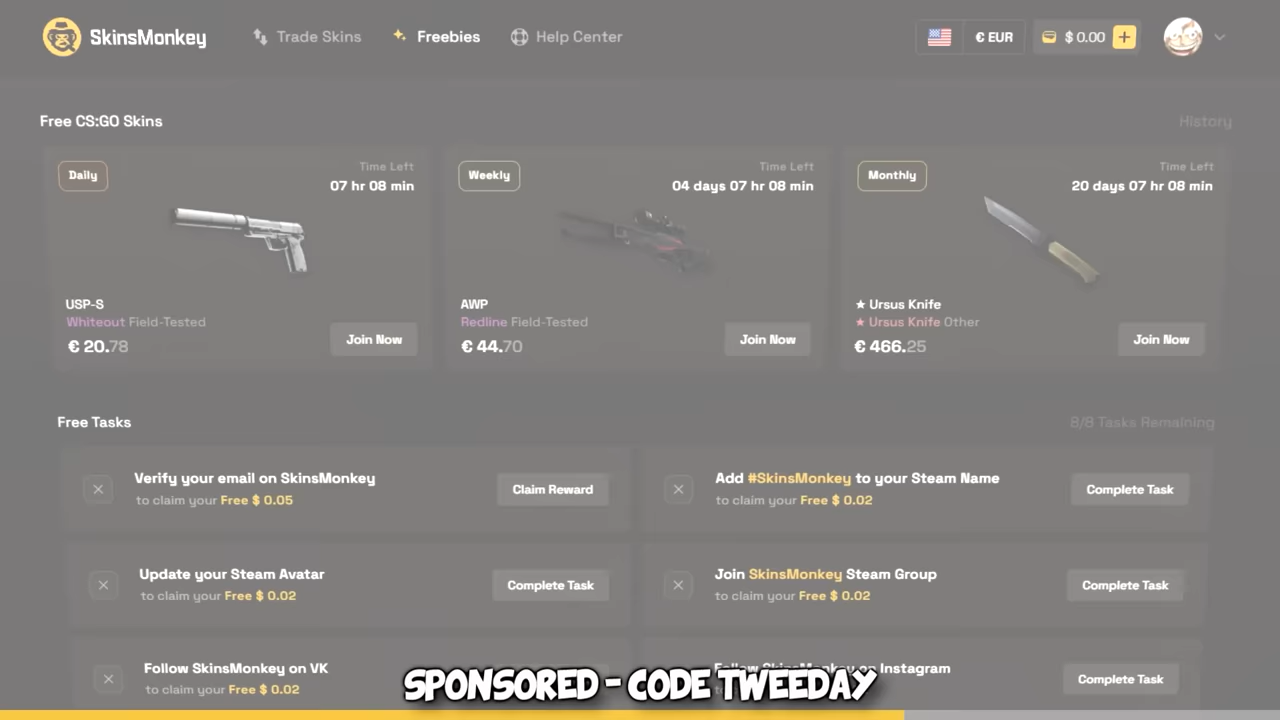 SkinsMonkey
Trade Skins
Freebies
Help Center
€ EUR
$ 0.00 +
Free CS:GO Skins
History
Daily
Time Left
07 hr 08 min
USP-S
Whiteout Field-Tested
€ 20.78
Join Now
Weekly
Time Left
04 days 07 hr 08 min
AWP
Redline Field-Tested
€ 44.70
Join Now
Monthly
Time Left
20 days 07 hr 08 min
★ Ursus Knife
★ Ursus Knife Other
€ 466.25
Join Now
Free Tasks
8/8 Tasks Remaining
Verify your email on SkinsMonkey
to claim your Free $ 0.05
Claim Reward
Add #SkinsMonkey to your Steam Name
to claim your Free $ 0.02
Complete Task
Update your Steam Avatar
to claim your Free $ 0.02
Complete Task
Join SkinsMonkey Steam Group
to claim your Free $ 0.02
Complete Task
Follow SkinsMonkey on VK
to claim your Free $ 0.02
Follow SkinsMonkey on Instagram
Complete Task
SPONSORED - CODE TWEEDAY